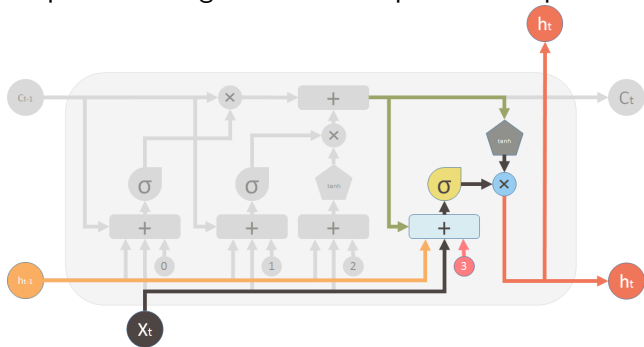 ht
Ct-1
×
+
Ct
×
tanh
σ
σ
tanh
σ
×
+
+
+
+
0
1
2
3
ht-1
ht
Xt